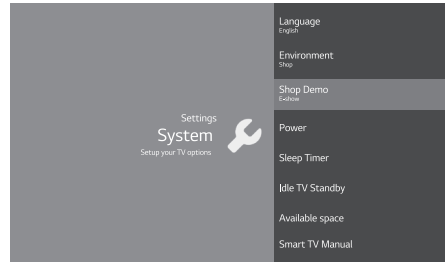 Settings
System
Setup your TV options
Language
English
Environment
Shop
Shop Demo
E-show
Power
Sleep Timer
Idle TV Standby
Available space
Smart TV Manual